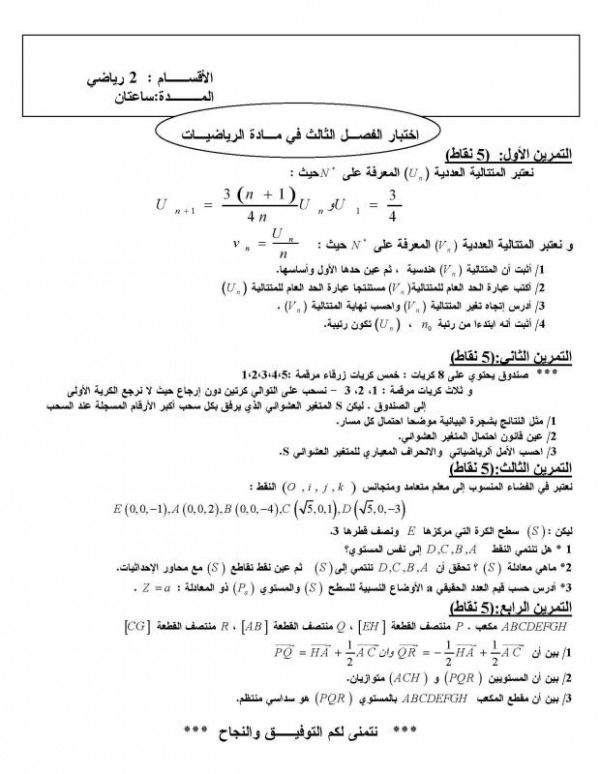 الأقســـــام : 2 رياضي
المـــدة:ساعتان
اختبار الفصــل الثالث في مــادة الرياضيـــات
التمرين الأول: (5 نقاط)
نعتبر المتتالية العددية (U_n) المعرفة على N* حيث :
U_{n+1} = \frac{3(n+1)}{4n} U_n و U_1 = \frac{3}{4}
و نعتبر المتتالية العددية (V_n) المعرفة على N* حيث : v_n = \frac{U_n}{n}
1/ أثبت أن المتتالية (V_n) هندسية ، ثم عين حدها الأول وأساسها.
2/ أكتب عبارة الحد العام للمتتالية (V_n) مستنتجا عبارة الحد العام للمتتالية (U_n)
3/ أدرس إتجاه تغير المتتالية (V_n) واحسب نهاية المتتالية (V_n) .
4/ أثبت أنه ابتدءا من رتبة n_0 ، (U_n) تكون رتيبة.
التمرين الثاني:(5 نقاط)
*** صندوق يحتوي على 8 كريات : خمس كريات زرقاء مرقمة :1،2،3،4،5
و ثلاث كريات مرقمة : 1، 2، 3 – نسحب على التوالي كرتين دون إرجاع حيث لا نرجع الكرية الأولى
إلى الصندوق . ليكن S المتغير العشوائي الذي يرفق بكل سحب أكبر الأرقام المسجلة عند السحب
1/ مثل النتائج بشجرة البيانية موضحا احتمال كل مسار.
2/ عين قانون احتمال المتغير العشوائي.
3/ احسب الأمل الرياضياتي والانحراف المعياري للمتغير العشوائي S.
التمرين الثالث:(5 نقاط)
نعتبر في الفضاء المنسوب إلى معلم متعامد ومتجانس (O , i , j , k) النقط :
E(0,0,−1),A(0,0,2),B(0,0,−4),C(√5,0,1),D(√5,0,−3)
ليكن : (S) سطح الكرة التي مركزها E ونصف قطرها 3.
1 * هل تنتمي النقط D,C,B,A إلى نفس المستوي؟
2* ماهي معادلة (S) ؟ تحقق أن D,C,B,A تنتمي إلى (S) ثم عين نقط تقاطع (S) مع محاور الإحداثيات.
3* أدرس حسب قيم العدد الحقيقي a الأوضاع النسبية للسطح (S) والمستوي (P_a) ذو المعادلة : Z = a .
التمرين الرابع:(5 نقاط)
ABCDEFGH مكعب . P منتصف القطعة [EH] ، Q منتصف القطعة [AB] ، R منتصف القطعة [CG]
1/ بين أن \overrightarrow{PQ} = \overrightarrow{HA} + \frac{1}{2}\overrightarrow{AC} وان \overrightarrow{QR} = −\frac{1}{2}\overrightarrow{HA} + \frac{1}{2}\overrightarrow{AC}
2/ بين أن المستويين (PQR) و (ACH) متوازيان.
3/ بين أن مقطع المكعب ABCDEFGH بالمستوي (PQR) هو سداسي منتظم.
*** نتمنى لكم التوفيــــق والنجاح ***